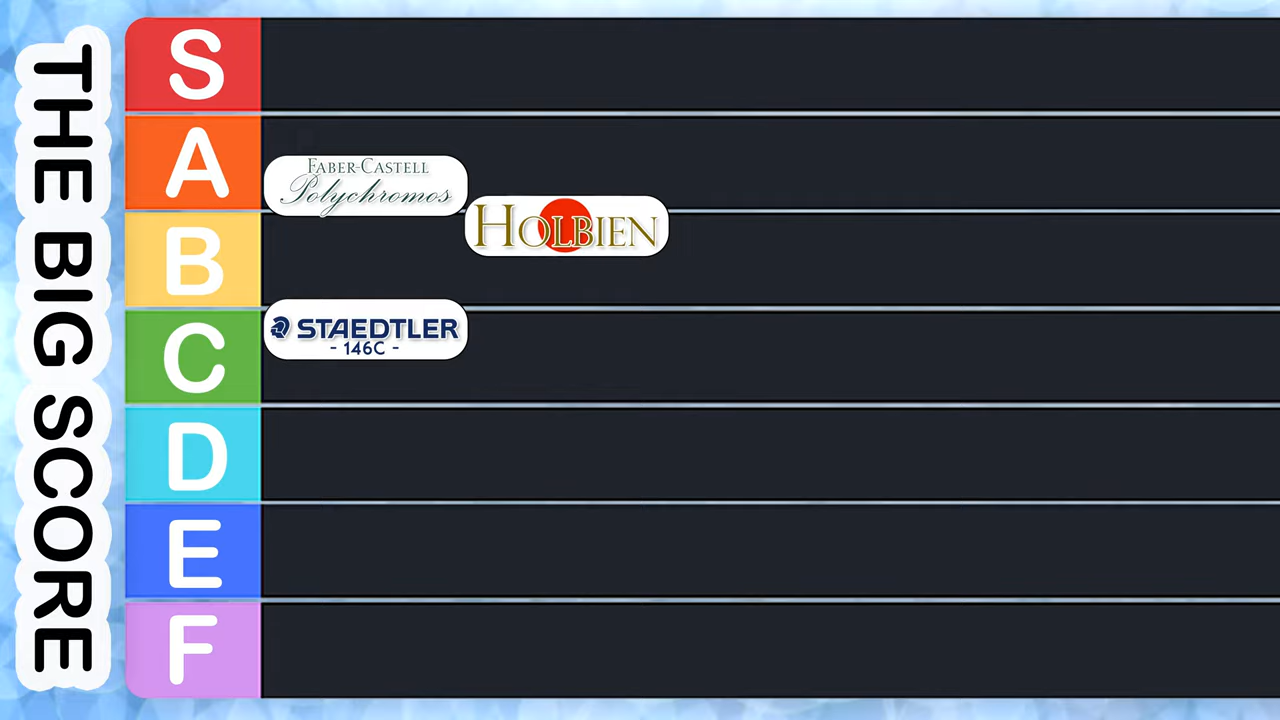 THE BIG SCORE
S
A
FABER-CASTELL
Polychromos
HOLBIEN
B
STAEDTLER
- 146C -
C
D
E
F